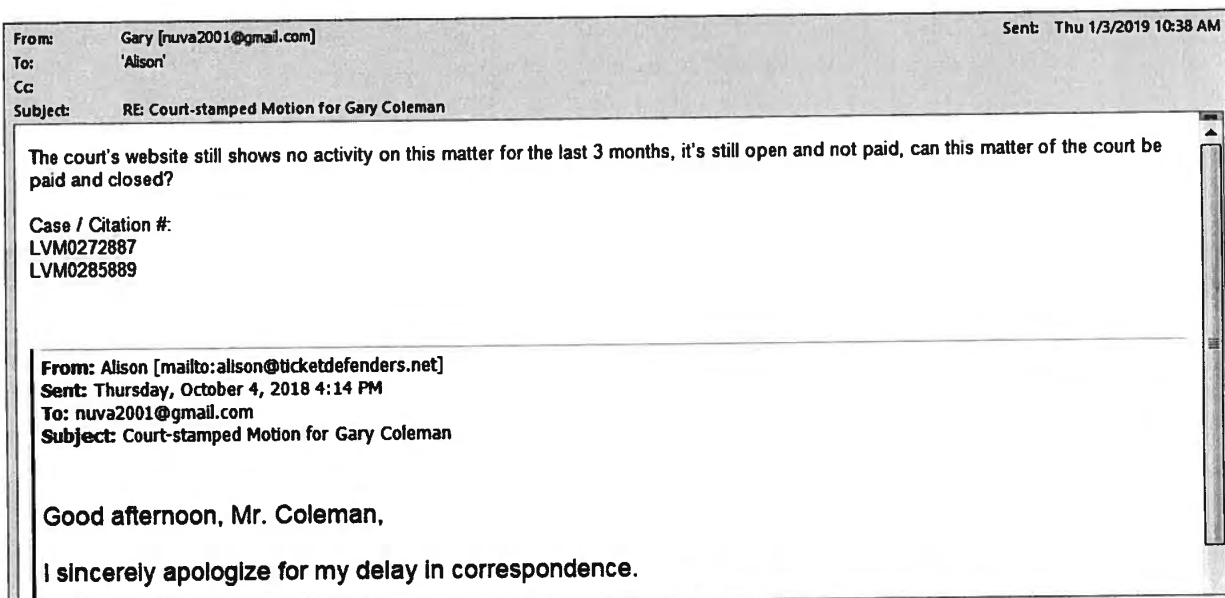 From: Gary [nuva2001@gmail.com] Sent: Thu 1/3/2019 10:38 AM
To: 'Alison'
Cc
Subject: RE: Court-stamped Motion for Gary Coleman
The court's website still shows no activity on this matter for the last 3 months, it's still open and not paid, can this matter of the court be
paid and closed?
Case / Citation #:
LVM0272887
LVM0285889
From: Alison [mailto:alison@ticketdefenders.net]
Sent: Thursday, October 4, 2018 4:14 PM
To: nuva2001@gmail.com
Subject: Court-stamped Motion for Gary Coleman
Good afternoon, Mr. Coleman,
I sincerely apologize for my delay in correspondence.